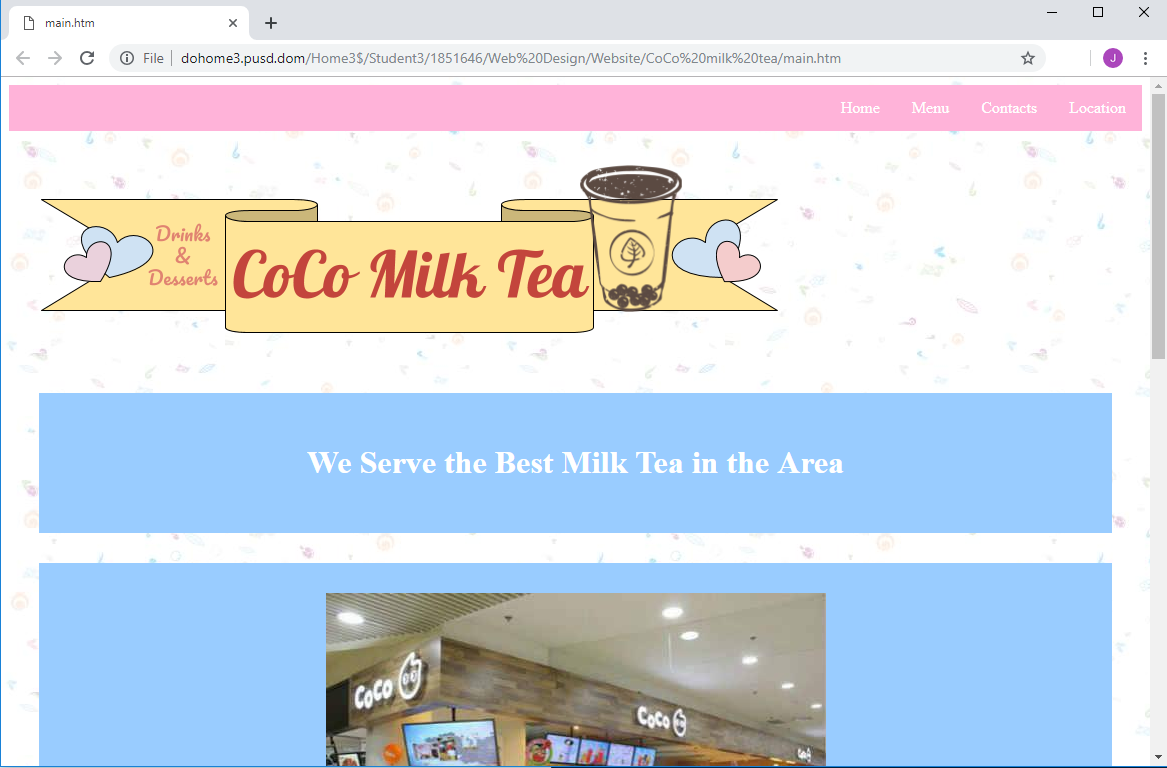 main.htm
File dohome3.pusd.dom/Home3$/Student3/1851646/Web%20Design/Website/CoCo%20milk%20tea/main.htm
J
Home Menu Contacts Location
Drinks
&
Desserts
CoCo Milk Tea
We Serve the Best Milk Tea in the Area
CoCo
CoCo